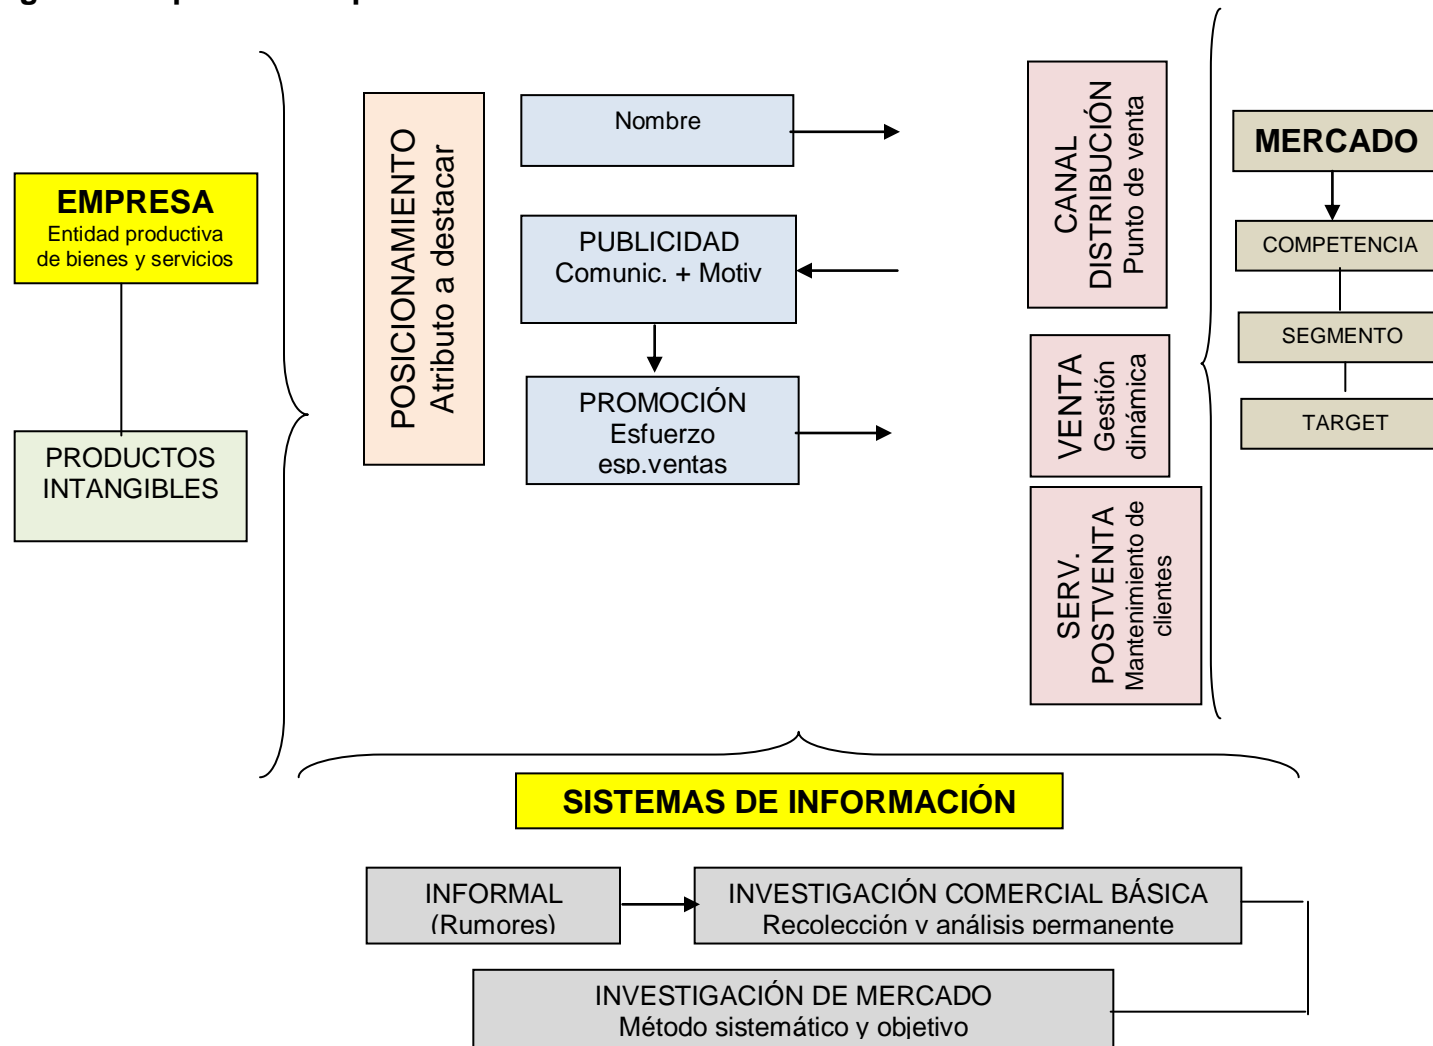 EMPRESA
Entidad productiva
de bienes y servicios
PRODUCTOS
INTANGIBLES
POSICIONAMIENTO
Atributo a destacar
Nombre
PUBLICIDAD
Comunic. + Motiv
PROMOCIÓN
Esfuerzo
esp.ventas
CANAL
DISTRIBUCIÓN
Punto de venta
VENTA
Gestión
dinámica
SERV.
POSTVENTA
Mantenimiento de
clientes
MERCADO
COMPETENCIA
SEGMENTO
TARGET
SISTEMAS DE INFORMACIÓN
INFORMAL
(Rumores)
INVESTIGACIÓN COMERCIAL BÁSICA
Recolección y análisis permanente
INVESTIGACIÓN DE MERCADO
Método sistemático y objetivo